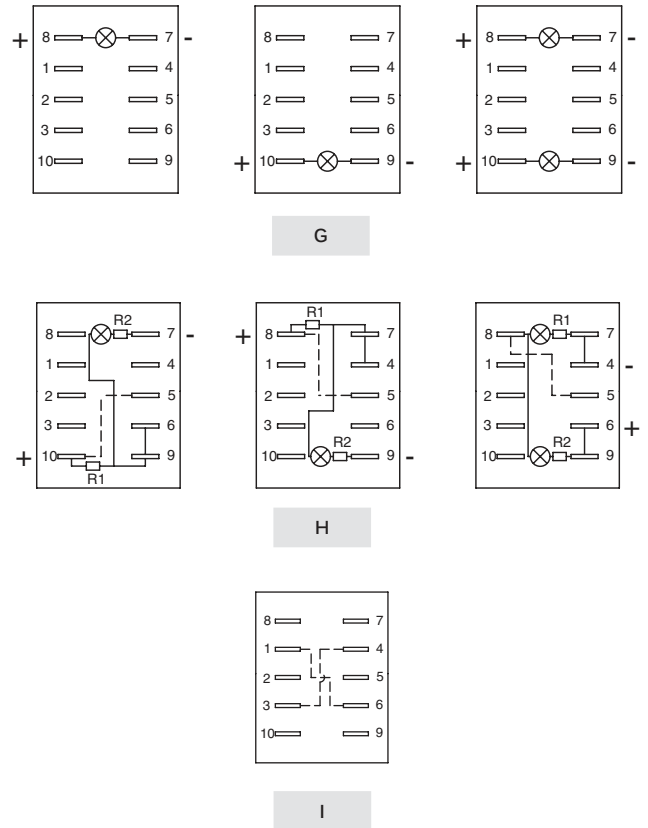 + 8 7 - 8 7 + 8 7 -
1 4 1 4 1 4
2 5 2 5 2 5
3 6 3 6 3 6
10 9 + 10 9 - + 10 9 -
G
R2 R1 R1
8 7 - + 8 7 8 7
1 4 1 4 1 4 -
2 5 2 5 2 5
3 6 3 6 3 6 +
R2 R2
+ 10 9 10 9 - 10 9
R1
H
8 7
1 4
2 5
3 6
10 9
I